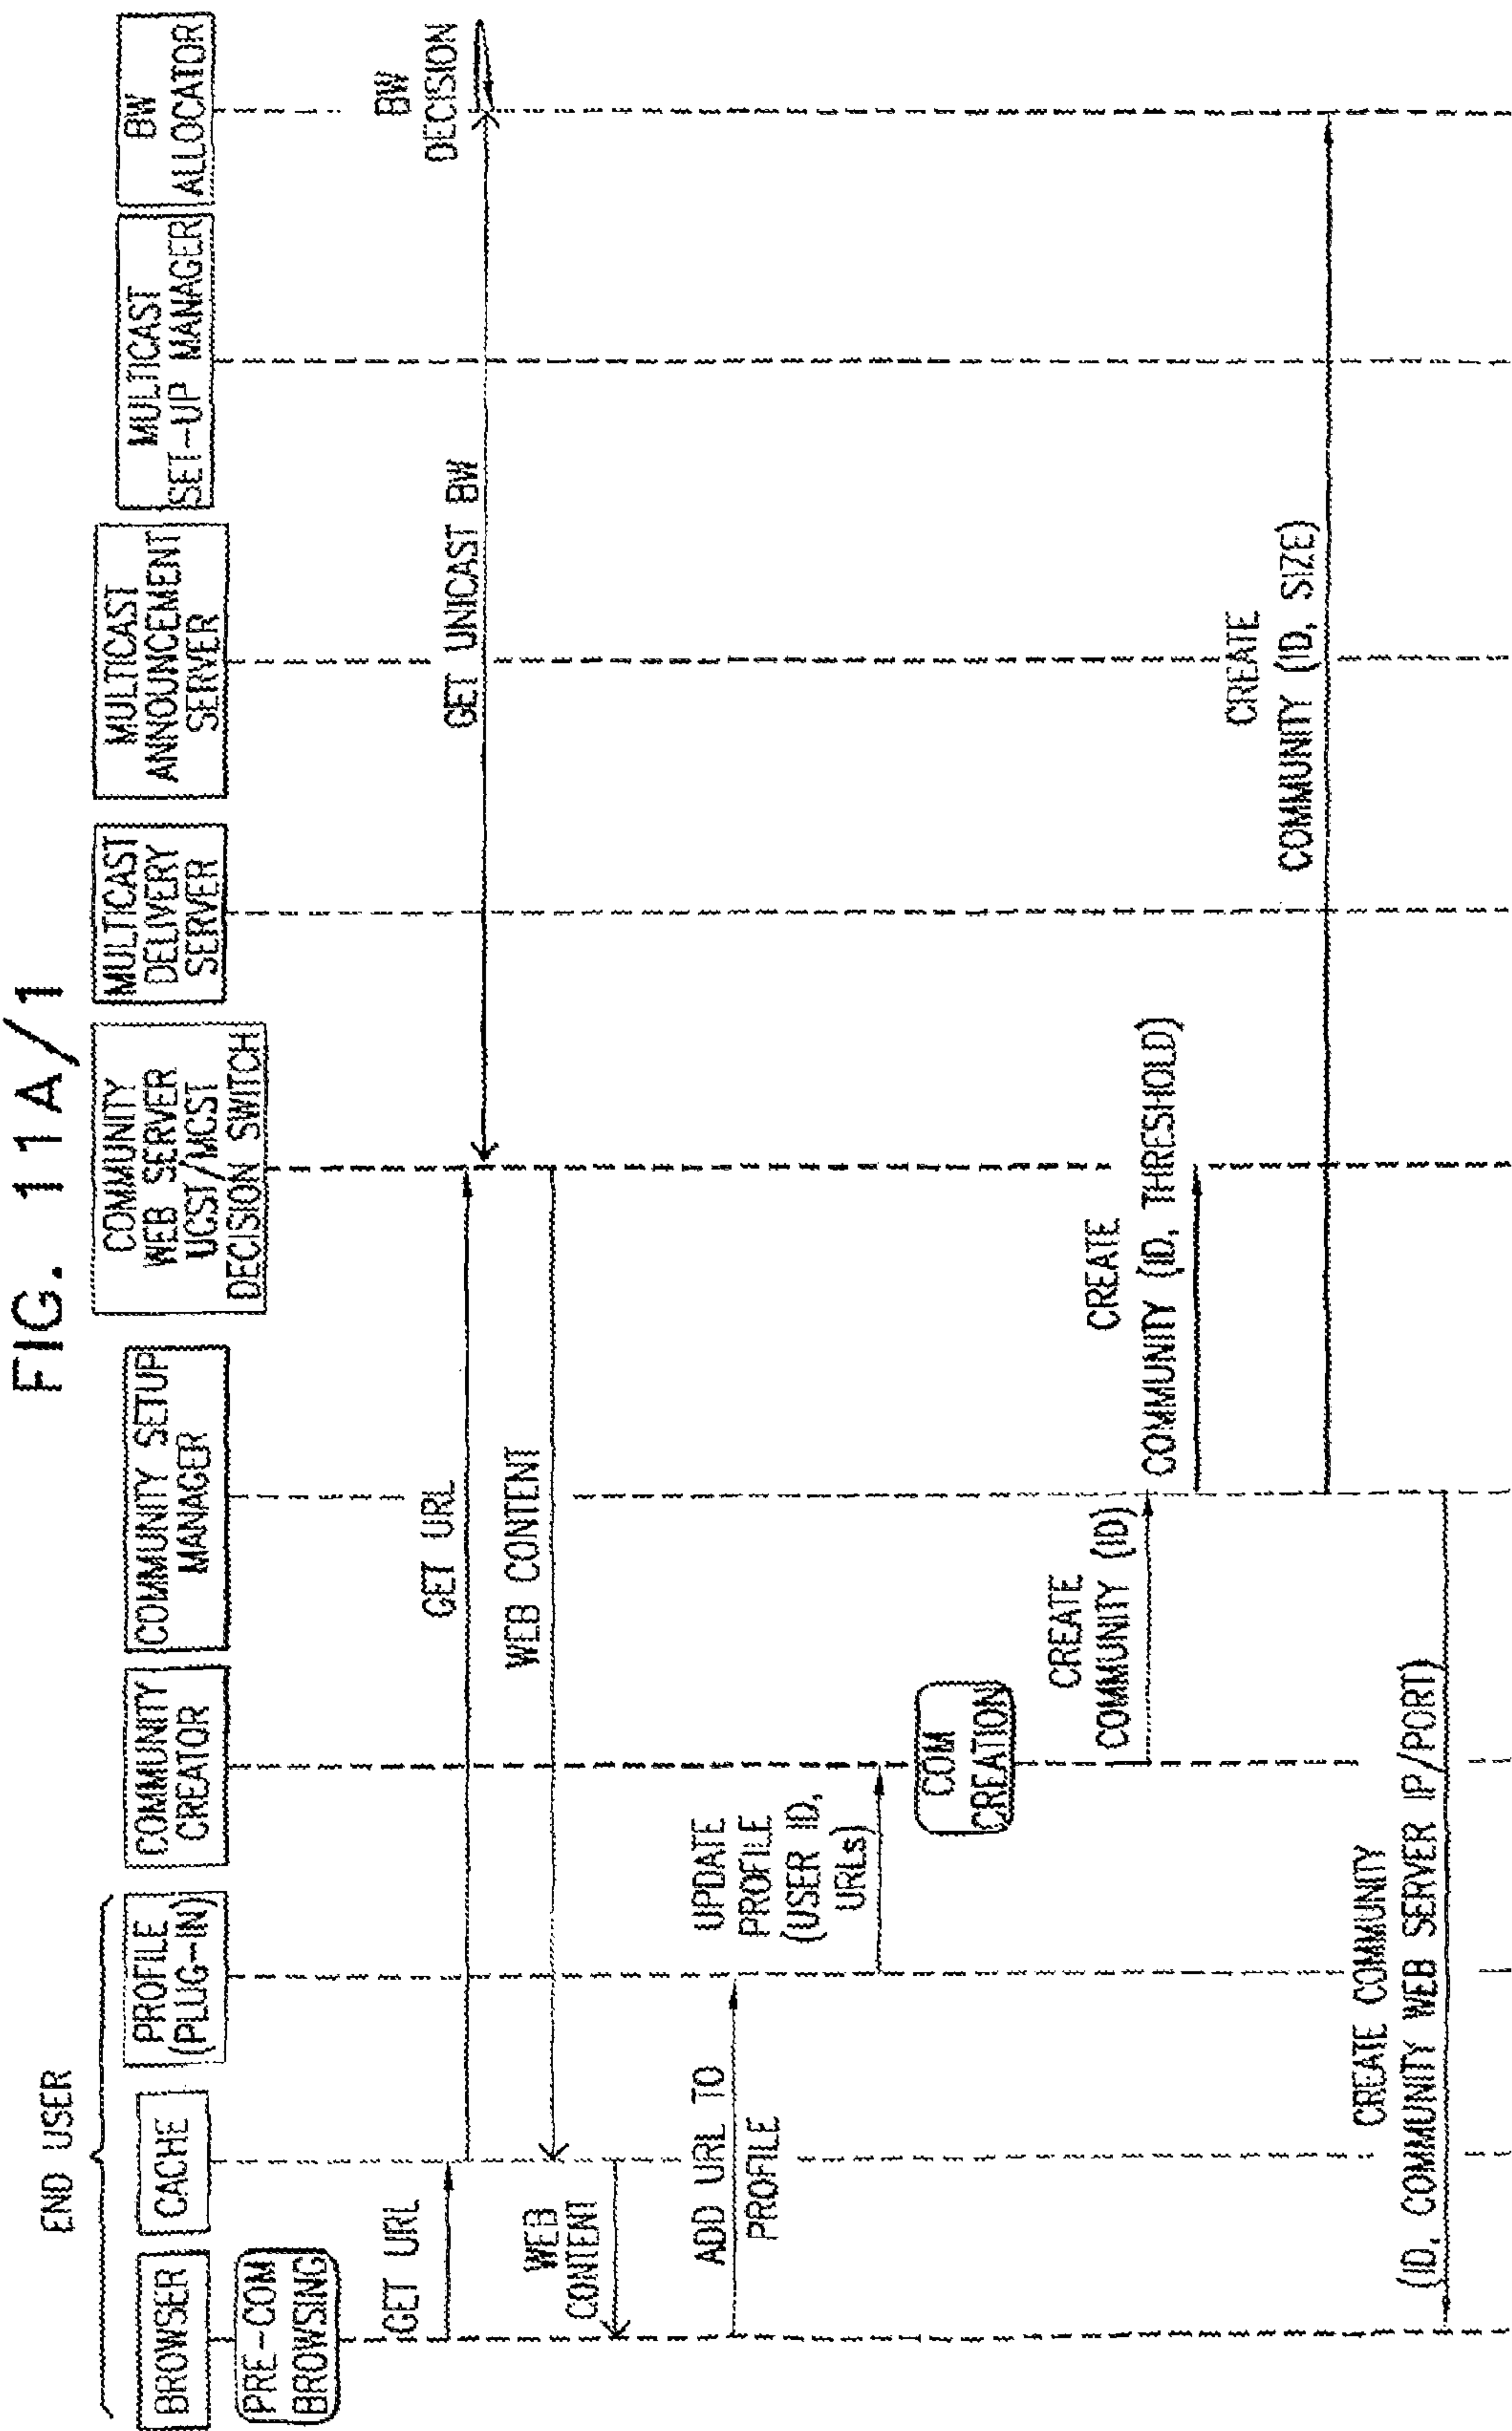 FIG. 11A/1
END USER
BROWSER
CACHE
PROFILE
(PLUG-IN)
COMMUNITY
CREATOR
COMMUNITY SETUP
MANAGER
COMMUNITY
WEB SERVER
UCST/MCST
DECISION SWITCH
MULTICAST
DELIVERY
SERVER
MULTICAST
ANNOUNCEMENT
SERVER
MULTICAST
SET-UP MANAGER
BW
ALLOCATOR
PRE-COM
BROWSING
GET URL
GET URL
GET UNICAST BW
BW
DECISION
WEB CONTENT
WEB
CONTENT
ADD URL TO
PROFILE
UPDATE
PROFILE
(USER ID,
URLs)
COM
CREATION
CREATE
COMMUNITY (ID)
CREATE
COMMUNITY (ID, THRESHOLD)
CREATE
COMMUNITY (ID, SIZE)
CREATE COMMUNITY
(ID, COMMUNITY WEB SERVER IP/PORT)